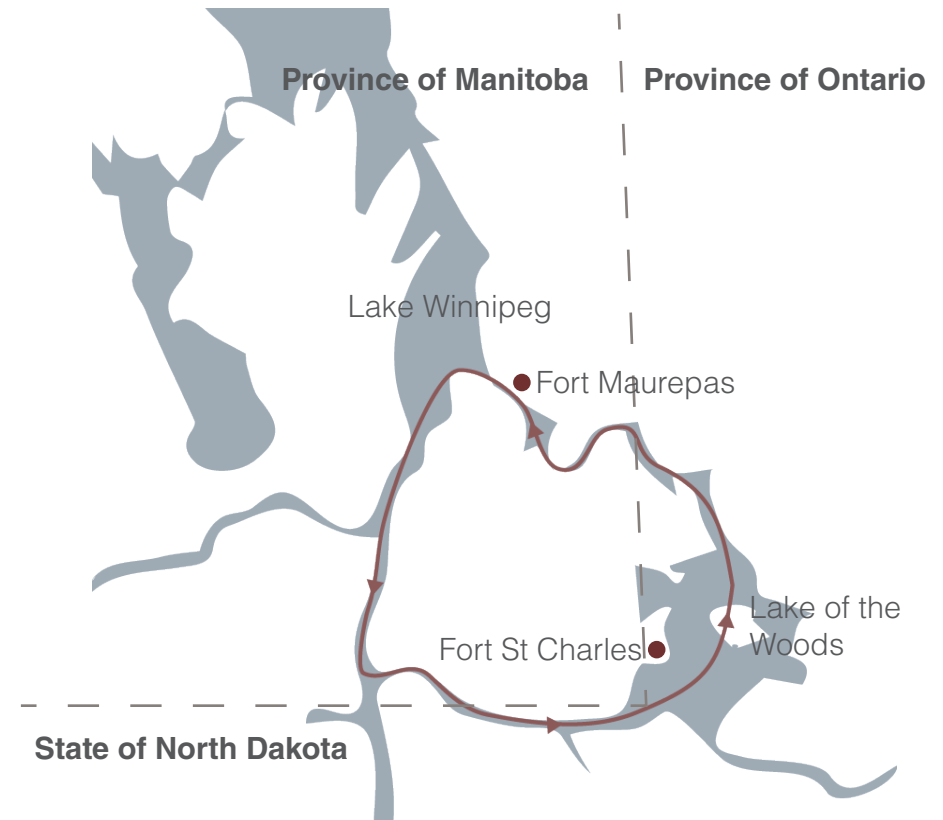 Province of Manitoba
Province of Ontario
Lake Winnipeg
Fort Maurepas
Lake of the
Woods
Fort St Charles
State of North Dakota